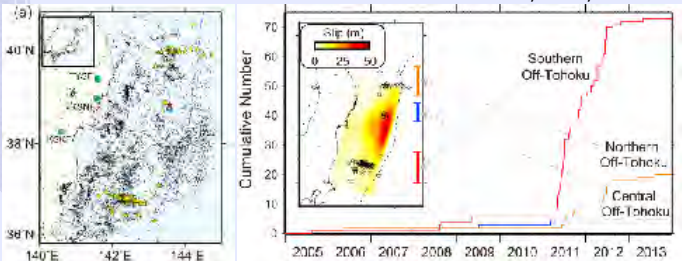 (a)
40°N
38°N
36°N
140°E
142°E
144°E
Cumulative Number
70
60
50
40
30
20
10
0
Slip (m)
0
50
Southern
Off-Tohoku
Northern
Off-Tohoku
Central
Off-Tohoku
2005
2006
2007
2008
2009
2010
2011
2012
2013